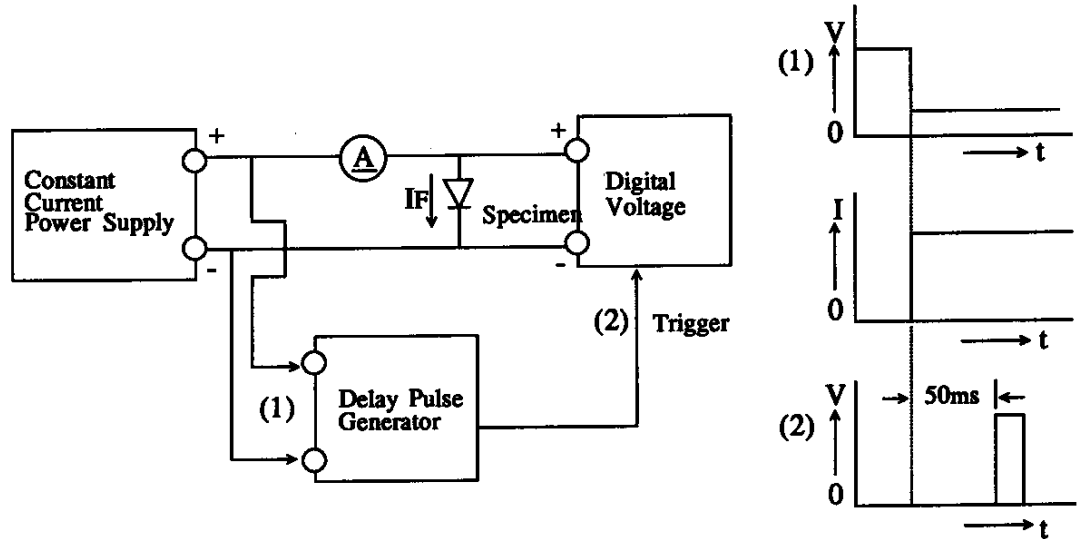 Constant
Current
Power Supply
+
-
A
IF
Specimen
+
-
Digital
Voltage
(2)
Trigger
(1)
Delay Pulse
Generator
(1)
V
0
t
I
0
t
(2)
V
50ms
0
t